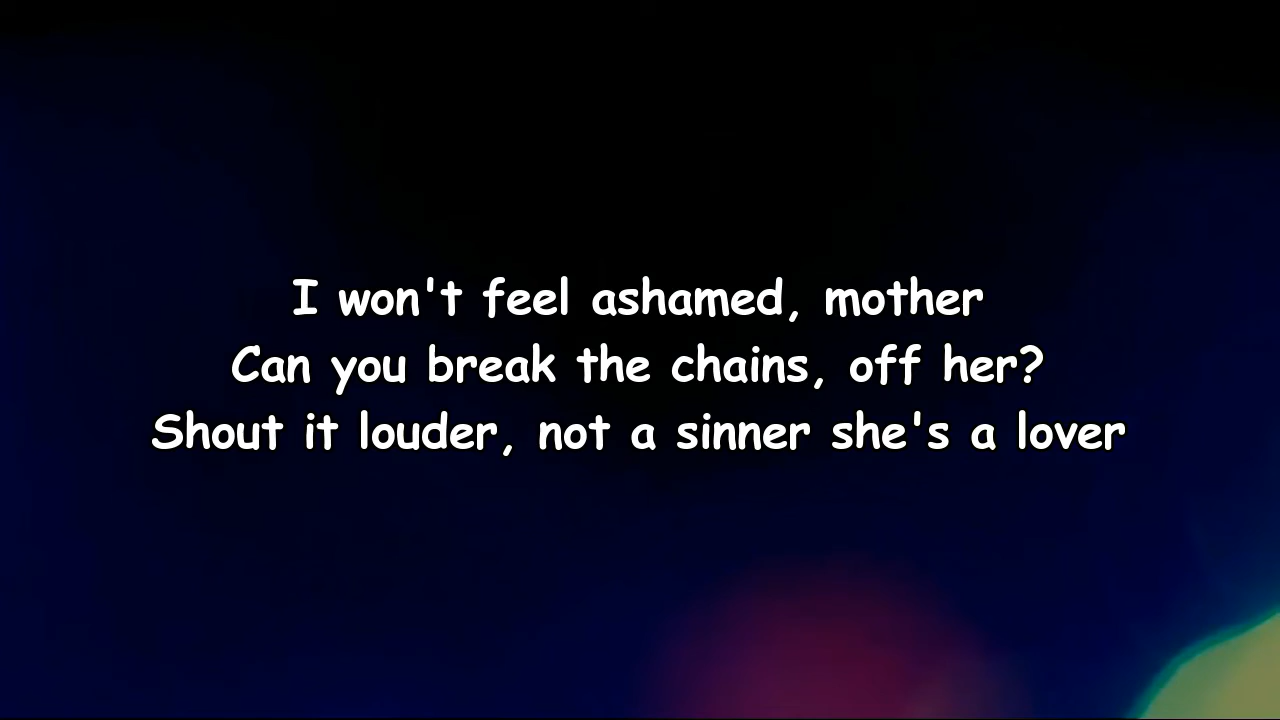 I won't feel ashamed, mother
Can you break the chains, off her?
Shout it louder, not a sinner she's a lover